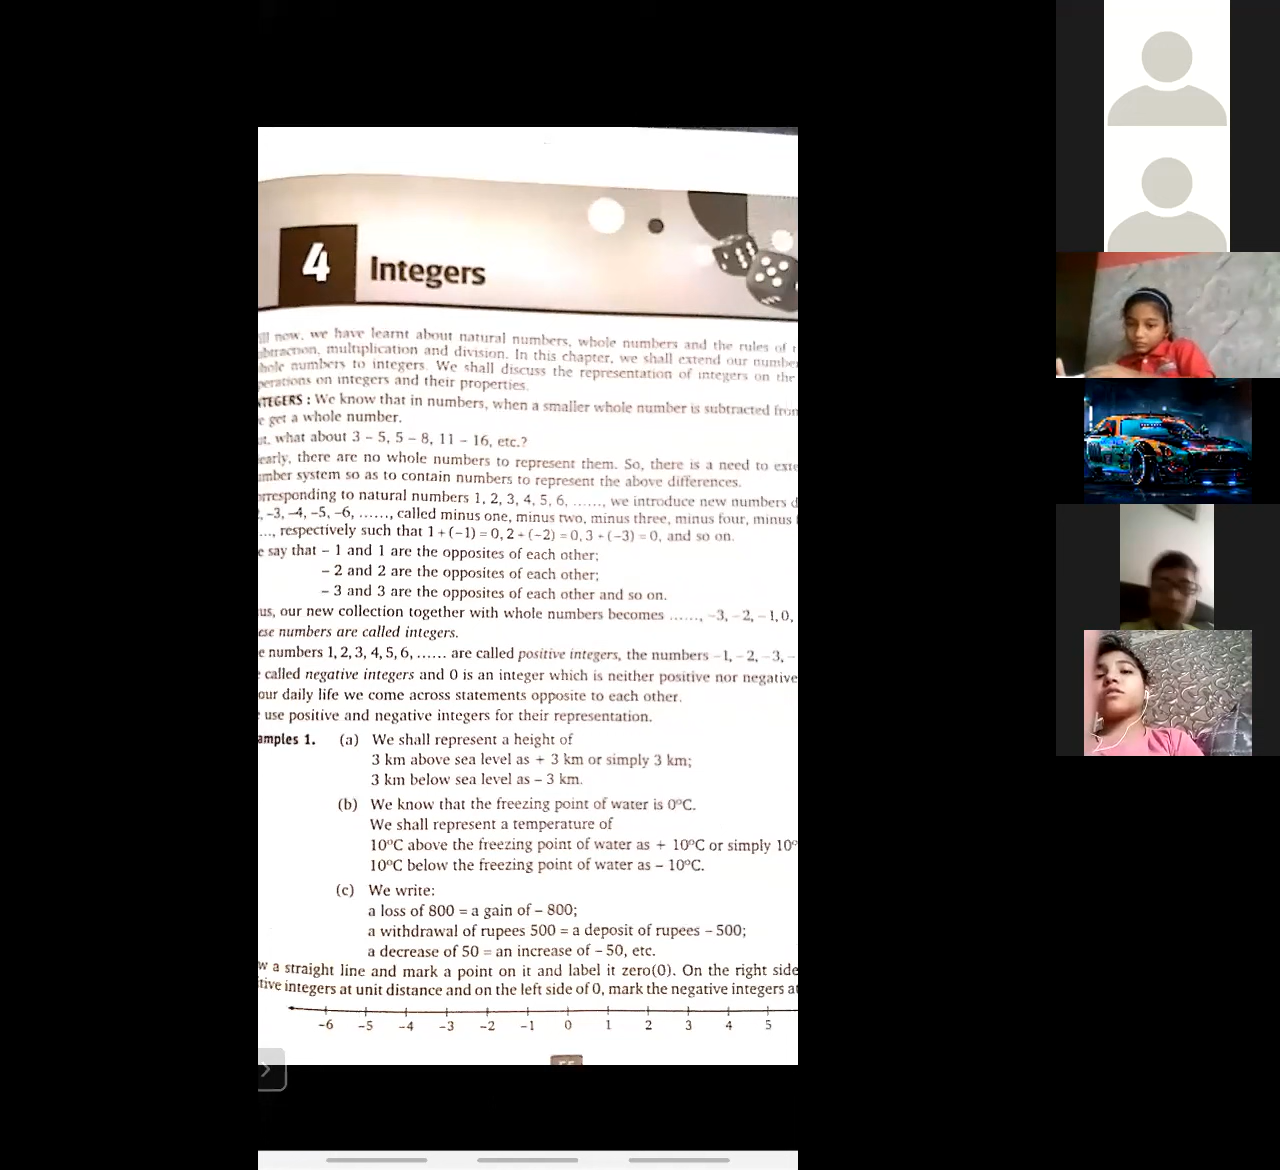 4
Integers
now, we have learnt about natural numbers, whole numbers and the rules of
btraction, multiplication and division. In this chapter, we shall extend our number
hole numbers to integers. We shall discuss the representation of integers on the
perations on integers and their properties.
TEGERS : We know that in numbers, when a smaller whole number is subtracted from
e get a whole number.
t, what about 3 – 5, 5 – 8, 11 – 16, etc.?
early, there are no whole numbers to represent them. So, there is a need to exte
mber system so as to contain numbers to represent the above differences.
rresponding to natural numbers 1, 2, 3, 4, 5, 6, ......, we introduce new numbers d
, –3, –4, –5, –6, ......, called minus one, minus two, minus three, minus four, minus
..., respectively such that 1 + (–1) = 0, 2 + (–2) = 0, 3 + (–3) = 0, and so on.
e say that – 1 and 1 are the opposites of each other;
– 2 and 2 are the opposites of each other;
– 3 and 3 are the opposites of each other and so on.
us, our new collection together with whole numbers becomes ......, –3, – 2, – 1, 0,
ese numbers are called integers.
e numbers 1, 2, 3, 4, 5, 6, ...... are called positive integers, the numbers – 1, – 2, – 3, –
called negative integers and 0 is an integer which is neither positive nor negative
our daily life we come across statements opposite to each other.
use positive and negative integers for their representation.
amples 1. (a) We shall represent a height of
3 km above sea level as + 3 km or simply 3 km;
3 km below sea level as – 3 km.
(b) We know that the freezing point of water is 0°C.
We shall represent a temperature of
10°C above the freezing point of water as + 10°C or simply 10°
10°C below the freezing point of water as – 10°C.
(c) We write:
a loss of 800 = a gain of – 800;
a withdrawal of rupees 500 = a deposit of rupees – 500;
a decrease of 50 = an increase of – 50, etc.
w a straight line and mark a point on it and label it zero(0). On the right side
tive integers at unit distance and on the left side of 0, mark the negative integers at
–6 –5 –4 –3 –2 –1 0 1 2 3 4 5